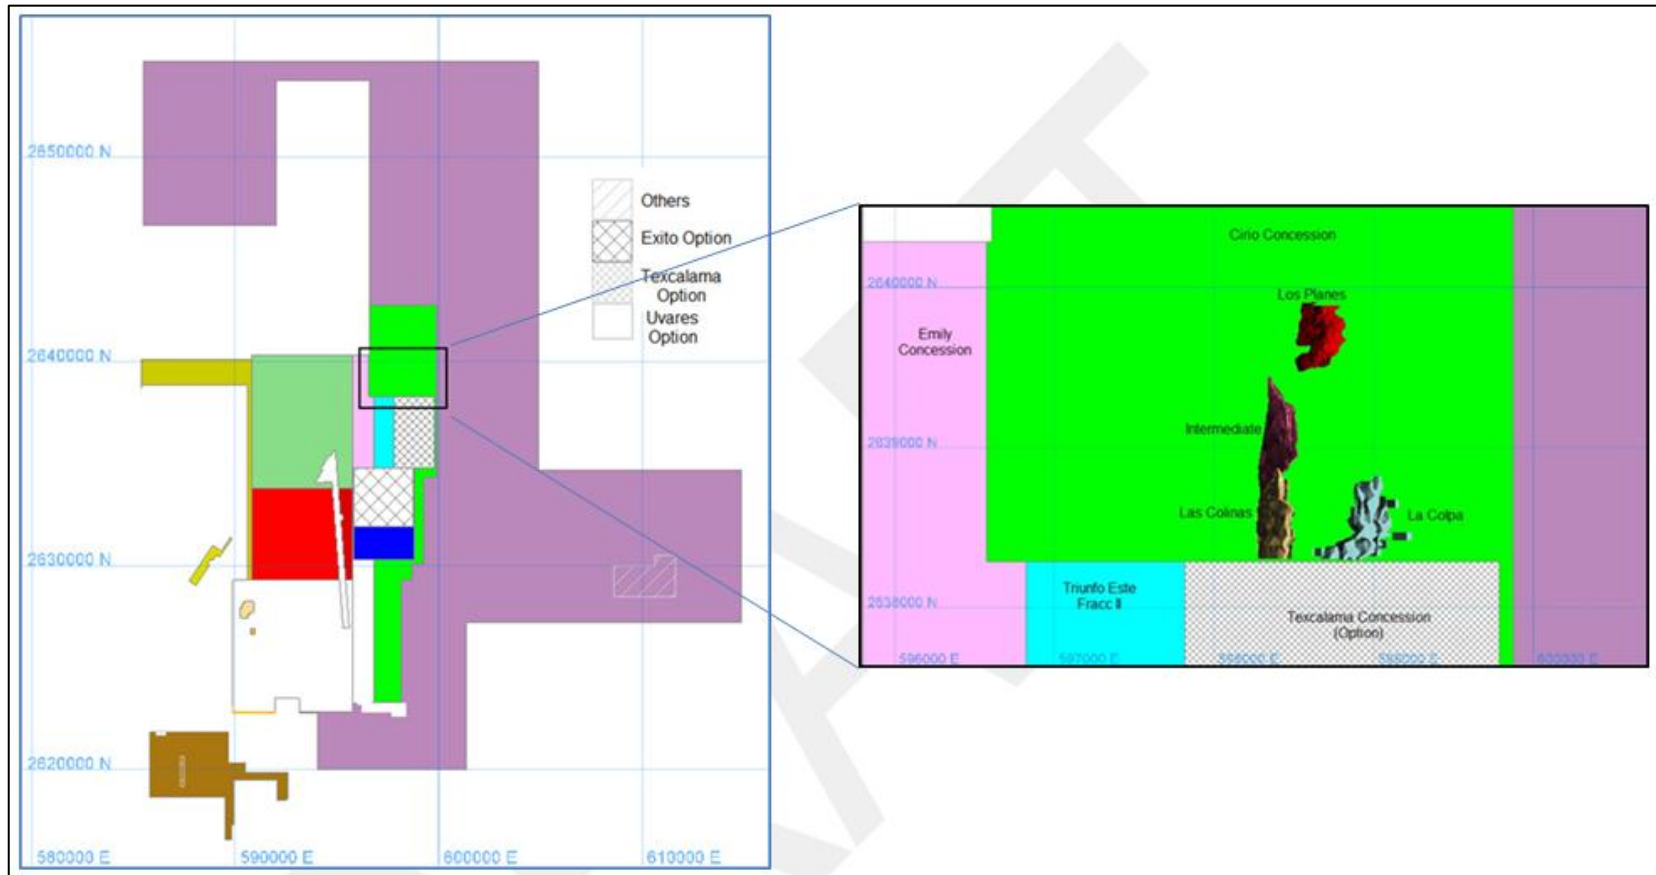 2650000 N
2640000 N
2630000 N
2620000 N
580000 E
590000 E
600000 E
610000 E
Others
Exito Option
Texcalama
Option
Uvares
Option
Cirio Concession
2640000 N
Los Planes
Emily
Concession
Intermediate
2639000 N
Las Colinas
La Colpa
Triunfo Este
Fracc II
2638000 N
Texcalama Concession
(Option)
596000 E
597000 E
598000 E
599000 E
600000 E